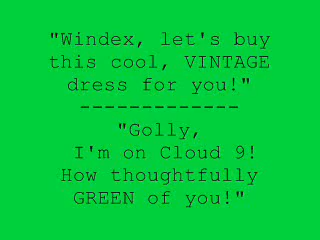 "Windex, let's buy
this cool, VINTAGE
dress for you!"
-------------
"Golly,
I'm on Cloud 9!
How thoughtfully
GREEN of you!"